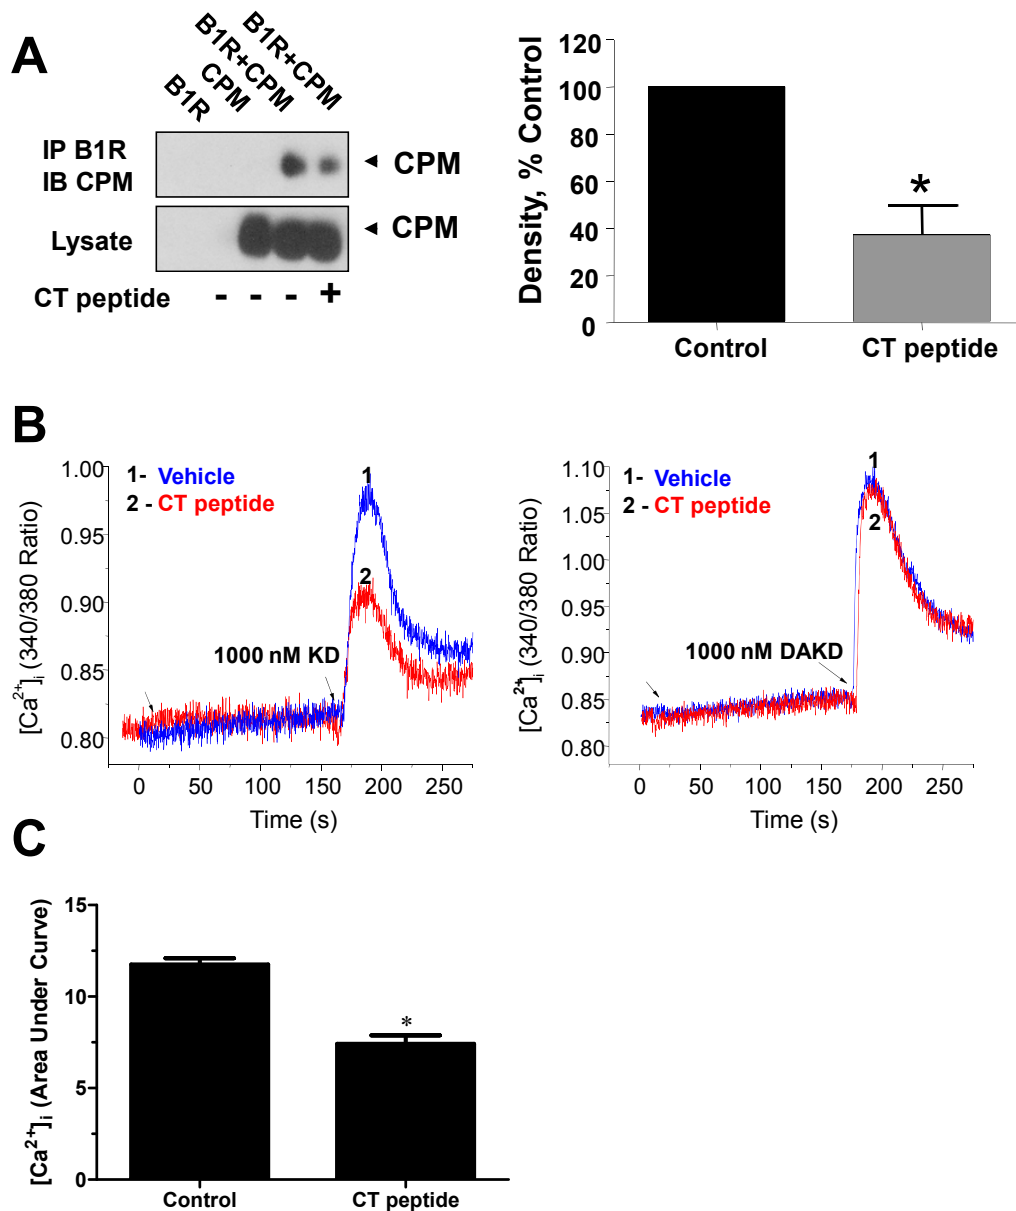 A
B1R
CPM
B1R+CPM
B1R+CPM
IP B1R
IB CPM
◄ CPM
Lysate
◄ CPM
CT peptide - - - +
Density, % Control
120
100
80
60
40
20
0
*
Control
CT peptide
B
[Ca²⁺]ᵢ (340/380 Ratio)
1.00
0.95
0.90
0.85
0.80
1- Vehicle
2 - CT peptide
1
2
1000 nM KD
0 50 100 150 200 250
Time (s)
[Ca²⁺]ᵢ (340/380 Ratio)
1.10
1.05
1.00
0.95
0.90
0.85
0.80
1- Vehicle
2 - CT peptide
1
2
1000 nM DAKD
0 50 100 150 200 250
Time (s)
C
[Ca²⁺]ᵢ (Area Under Curve)
15
10
5
0
*
Control
CT peptide